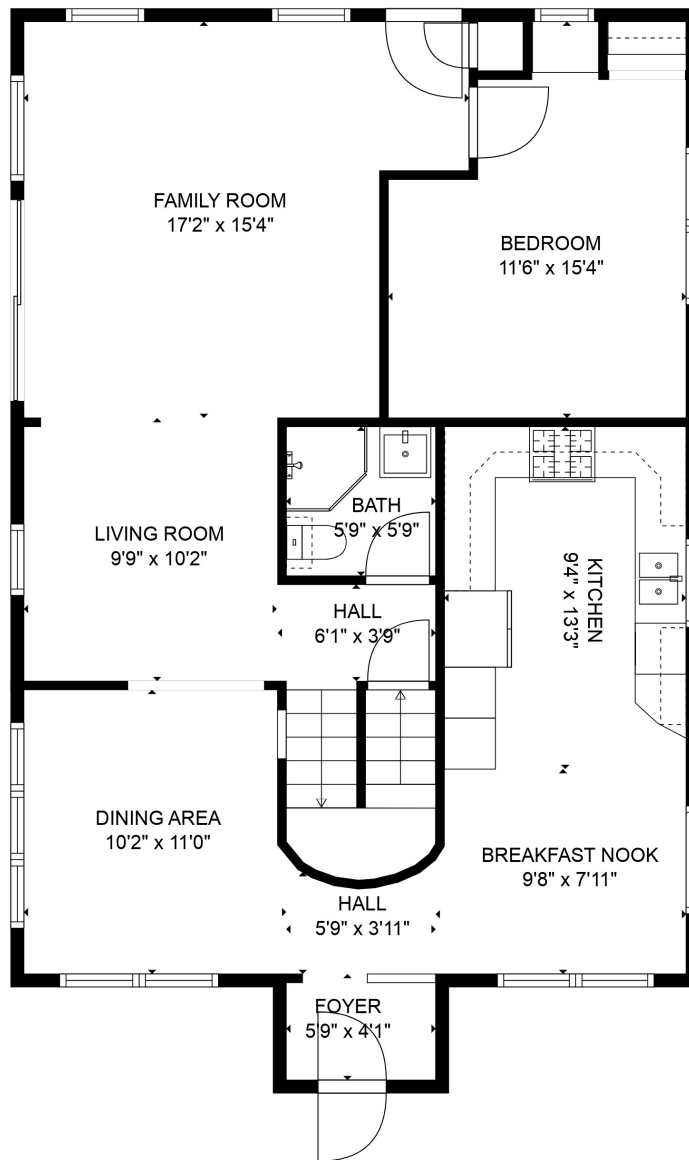 FAMILY ROOM
17'2" x 15'4"
BEDROOM
11'6" x 15'4"
BATH
5'9" x 5'9"
LIVING ROOM
9'9" x 10'2"
KITCHEN
9'4" x 13'3"
HALL
6'1" x 3'9"
DINING AREA
10'2" x 11'0"
BREAKFAST NOOK
9'8" x 7'11"
HALL
5'9" x 3'11"
FOYER
5'9" x 4'1"